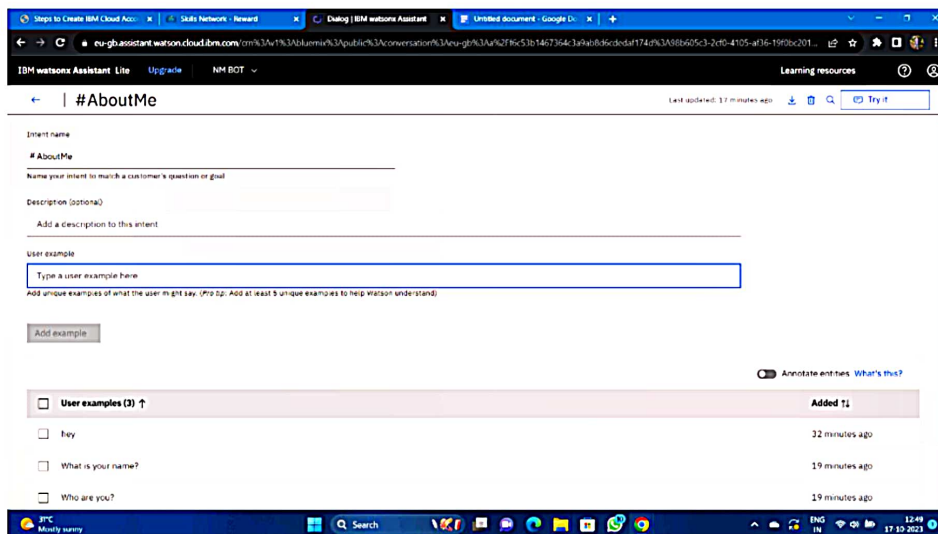 Steps to Create IBM Cloud Acco
Skills Network - Reward
Dialog | IBM watsonx Assistant
Untitled document - Google Do
IBM watsonx Assistant Lite Upgrade NM BOT Learning resources
← | #AboutMe Last updated: 17 minutes ago Try it
Intent name
# AboutMe
Name your intent to match a customer's question or goal
Description (optional)
Add a description to this intent
User example
Type a user example here
Add unique examples of what the user might say. (Pro tip: Add at least 5 unique examples to help Watson understand)
Add example
Annotate entities What's this?
User examples (3) ↑ Added ↑↓
hey 32 minutes ago
What is your name? 19 minutes ago
Who are you? 19 minutes ago
31°C
Mostly sunny
Search
ENG
IN
12:49
17-10-2023